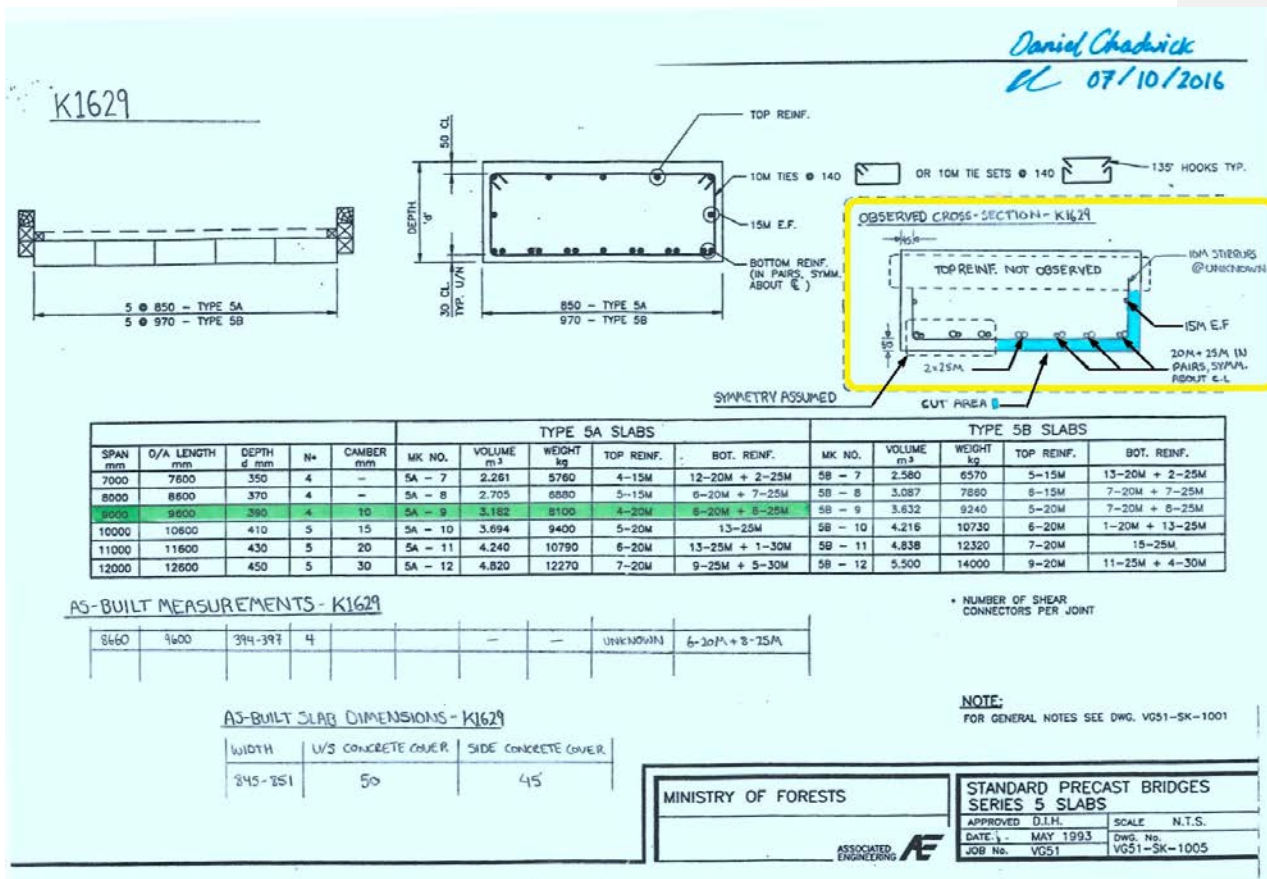 Daniel Chadwick
07/10/2016
K1629
5 @ 850 - TYPE 5A
5 @ 970 - TYPE 5B
50 CL
DEPTH
'd'
30 CL
TYP. U/N
850 - TYPE 5A
970 - TYPE 5B
TOP REINF.
10M TIES @ 140
15M E.F.
BOTTOM REINF.
(IN PAIRS, SYMM.
ABOUT ℄ )
OR 10M TIE SETS @ 140
135° HOOKS TYP.
OBSERVED CROSS-SECTION - K1629
45
TOP REINF. NOT OBSERVED
10M STIRRUPS
@ UNKNOWN
15M E.F
20M + 25M IN
PAIRS, SYMM.
ABOUT C.L
2x25M
SYMMETRY ASSUMED
CUT AREA
TYPE 5A SLABS TYPE 5B SLABS
SPAN mm O/A LENGTH mm DEPTH d mm N* CAMBER mm MK NO. VOLUME m³ WEIGHT kg TOP REINF. BOT. REINF. MK NO. VOLUME m³ WEIGHT kg TOP REINF. BOT. REINF.
7000 7600 350 4 - 5A - 7 2.261 5760 4-15M 12-20M + 2-25M 5B - 7 2.580 6570 5-15M 13-20M + 2-25M
8000 8600 370 4 - 5A - 8 2.705 6880 5-15M 6-20M + 7-25M 5B - 8 3.087 7860 6-15M 7-20M + 7-25M
9000 9600 390 4 10 5A - 9 3.182 8100 4-20M 6-20M + 8-25M 5B - 9 3.632 9240 5-20M 7-20M + 8-25M
10000 10600 410 5 15 5A - 10 3.694 9400 5-20M 13-25M 5B - 10 4.216 10730 6-20M 1-20M + 13-25M
11000 11600 430 5 20 5A - 11 4.240 10790 6-20M 13-25M + 1-30M 5B - 11 4.838 12320 7-20M 15-25M
12000 12600 450 5 30 5A - 12 4.820 12270 7-20M 9-25M + 5-30M 5B - 12 5.500 14000 9-20M 11-25M + 4-30M
* NUMBER OF SHEAR
CONNECTORS PER JOINT
AS-BUILT MEASUREMENTS - K1629
8660 9600 394-397 4 - - UNKNOWN 6-20M + 8-25M
AS-BUILT SLAB DIMENSIONS - K1629
WIDTH U/S CONCRETE COVER SIDE CONCRETE COVER
845-851 50 45
NOTE:
FOR GENERAL NOTES SEE DWG. VG51-SK-1001
MINISTRY OF FORESTS
ASSOCIATED
ENGINEERING
STANDARD PRECAST BRIDGES
SERIES 5 SLABS
APPROVED D.I.H. SCALE N.T.S.
DATE MAY 1993 DWG. No.
JOB No. VG51 VG51-SK-1005